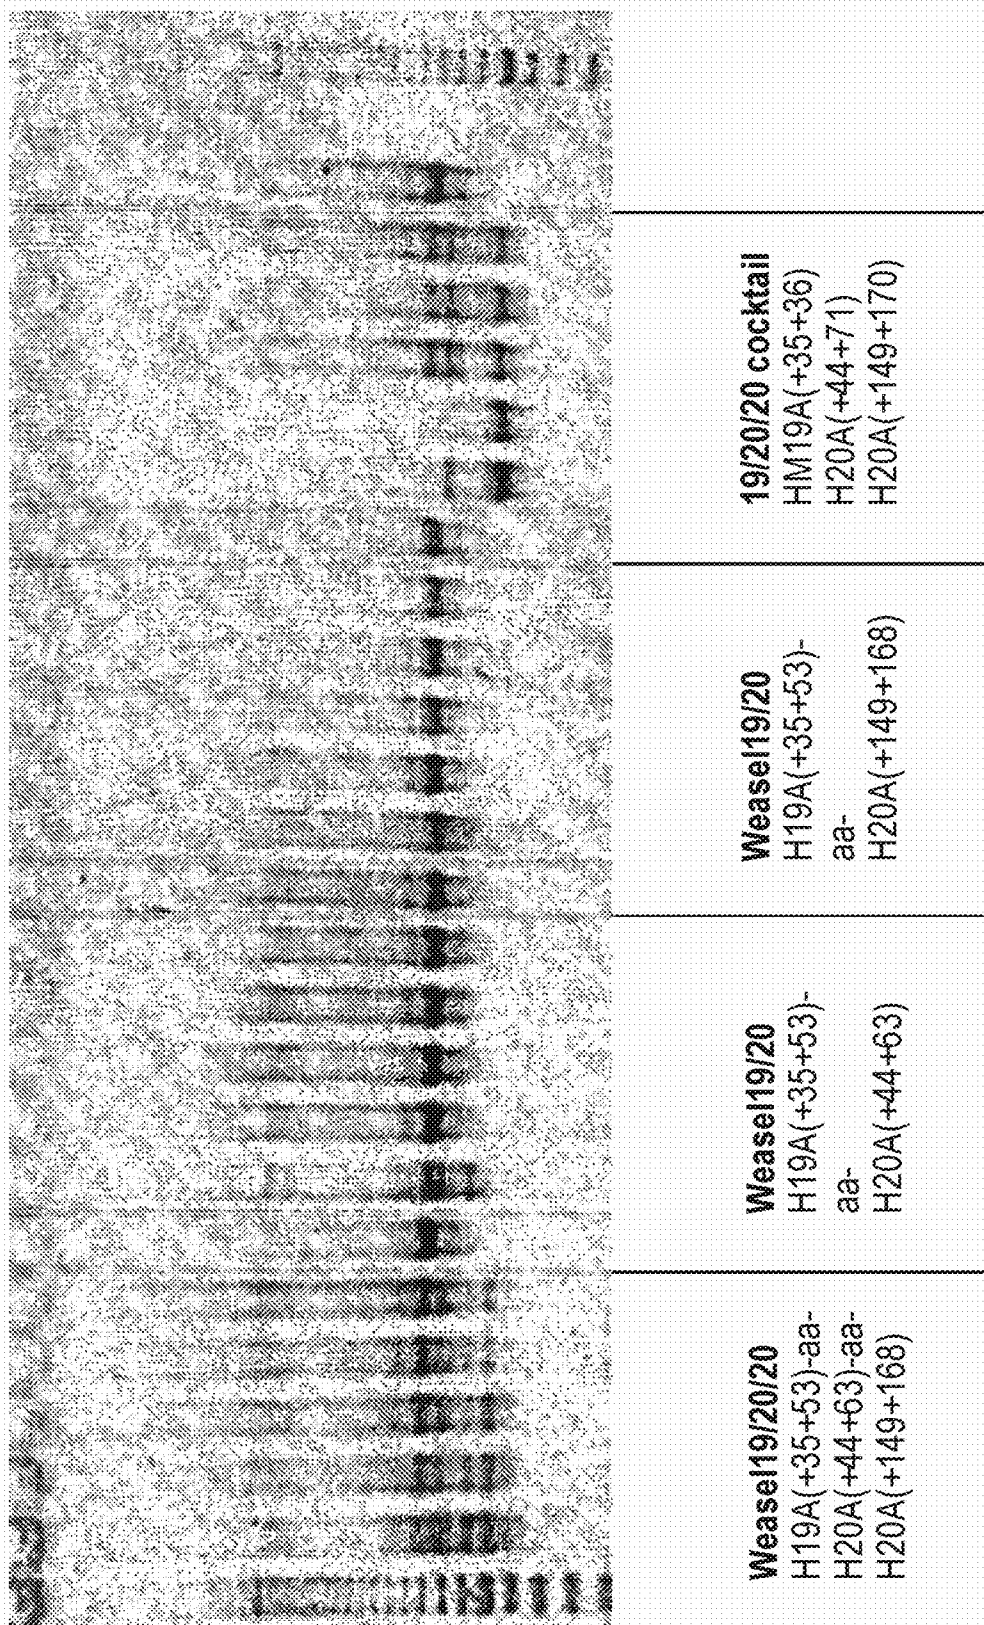 Weasel19/20/20
H19A(+35+53)-aa-
H20A(+44+63)-aa-
H20A(+149+168)
Weasel19/20
H19A(+35+53)-
aa-
H20A(+44+63)
Weasel19/20
H19A(+35+53)-
aa-
H20A(+149+168)
19/20/20 cocktail
HM19A(+35+36)
H20A(+44+71)
H20A(+149+170)